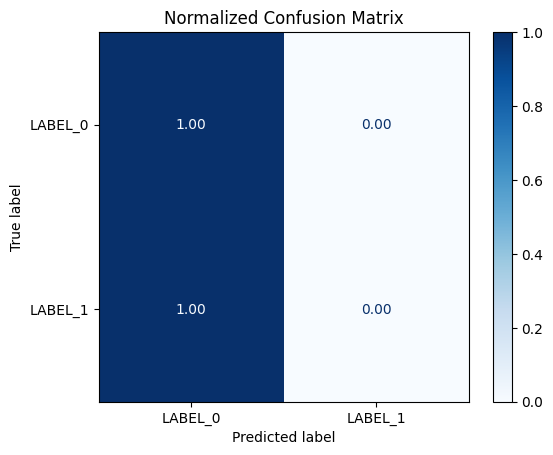 Normalized Confusion Matrix
1.0
0.8
0.6
0.4
0.2
0.0
True label
LABEL_0
1.00
0.00
LABEL_1
1.00
0.00
LABEL_0
LABEL_1
Predicted label